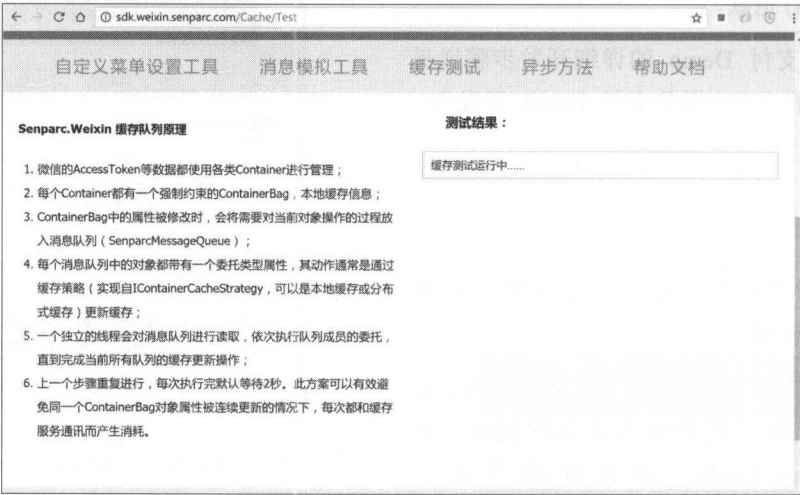 sdk.weixin.senparc.com/Cache/Test
自定义菜单设置工具 消息模拟工具 缓存测试 异步方法 帮助文档
Senparc.Weixin 缓存队列原理
1. 微信的AccessToken等数据都使用各类Container进行管理；
2. 每个Container都有一个强制约束的ContainerBag，本地缓存信息；
3. ContainerBag中的属性被修改时，会将需要对当前对象操作的过程放
入消息队列（SenparcMessageQueue）；
4. 每个消息队列中的对象都带有一个委托类型属性，其动作通常是通过
缓存策略（实现自IContainerCacheStrategy，可以是本地缓存或分布
式缓存）更新缓存；
5. 一个独立的线程会对消息队列进行读取，依次执行队列成员的委托，
直到完成当前所有队列的缓存更新操作；
6. 上一个步骤重复进行，每次执行完默认等待2秒。此方案可以有效避
免同一个ContainerBag对象属性被连续更新的情况下，每次都和缓存
服务通讯而产生消耗。
测试结果：
缓存测试运行中......